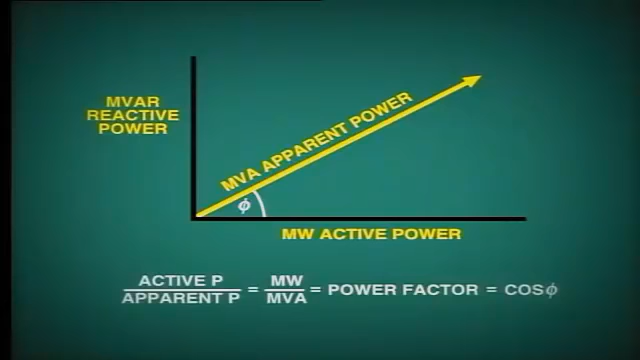 MVAR
REACTIVE
POWER
MVA APPARENT POWER
ϕ
MW ACTIVE POWER
ACTIVE P / APPARENT P = MW / MVA = POWER FACTOR = COSϕ